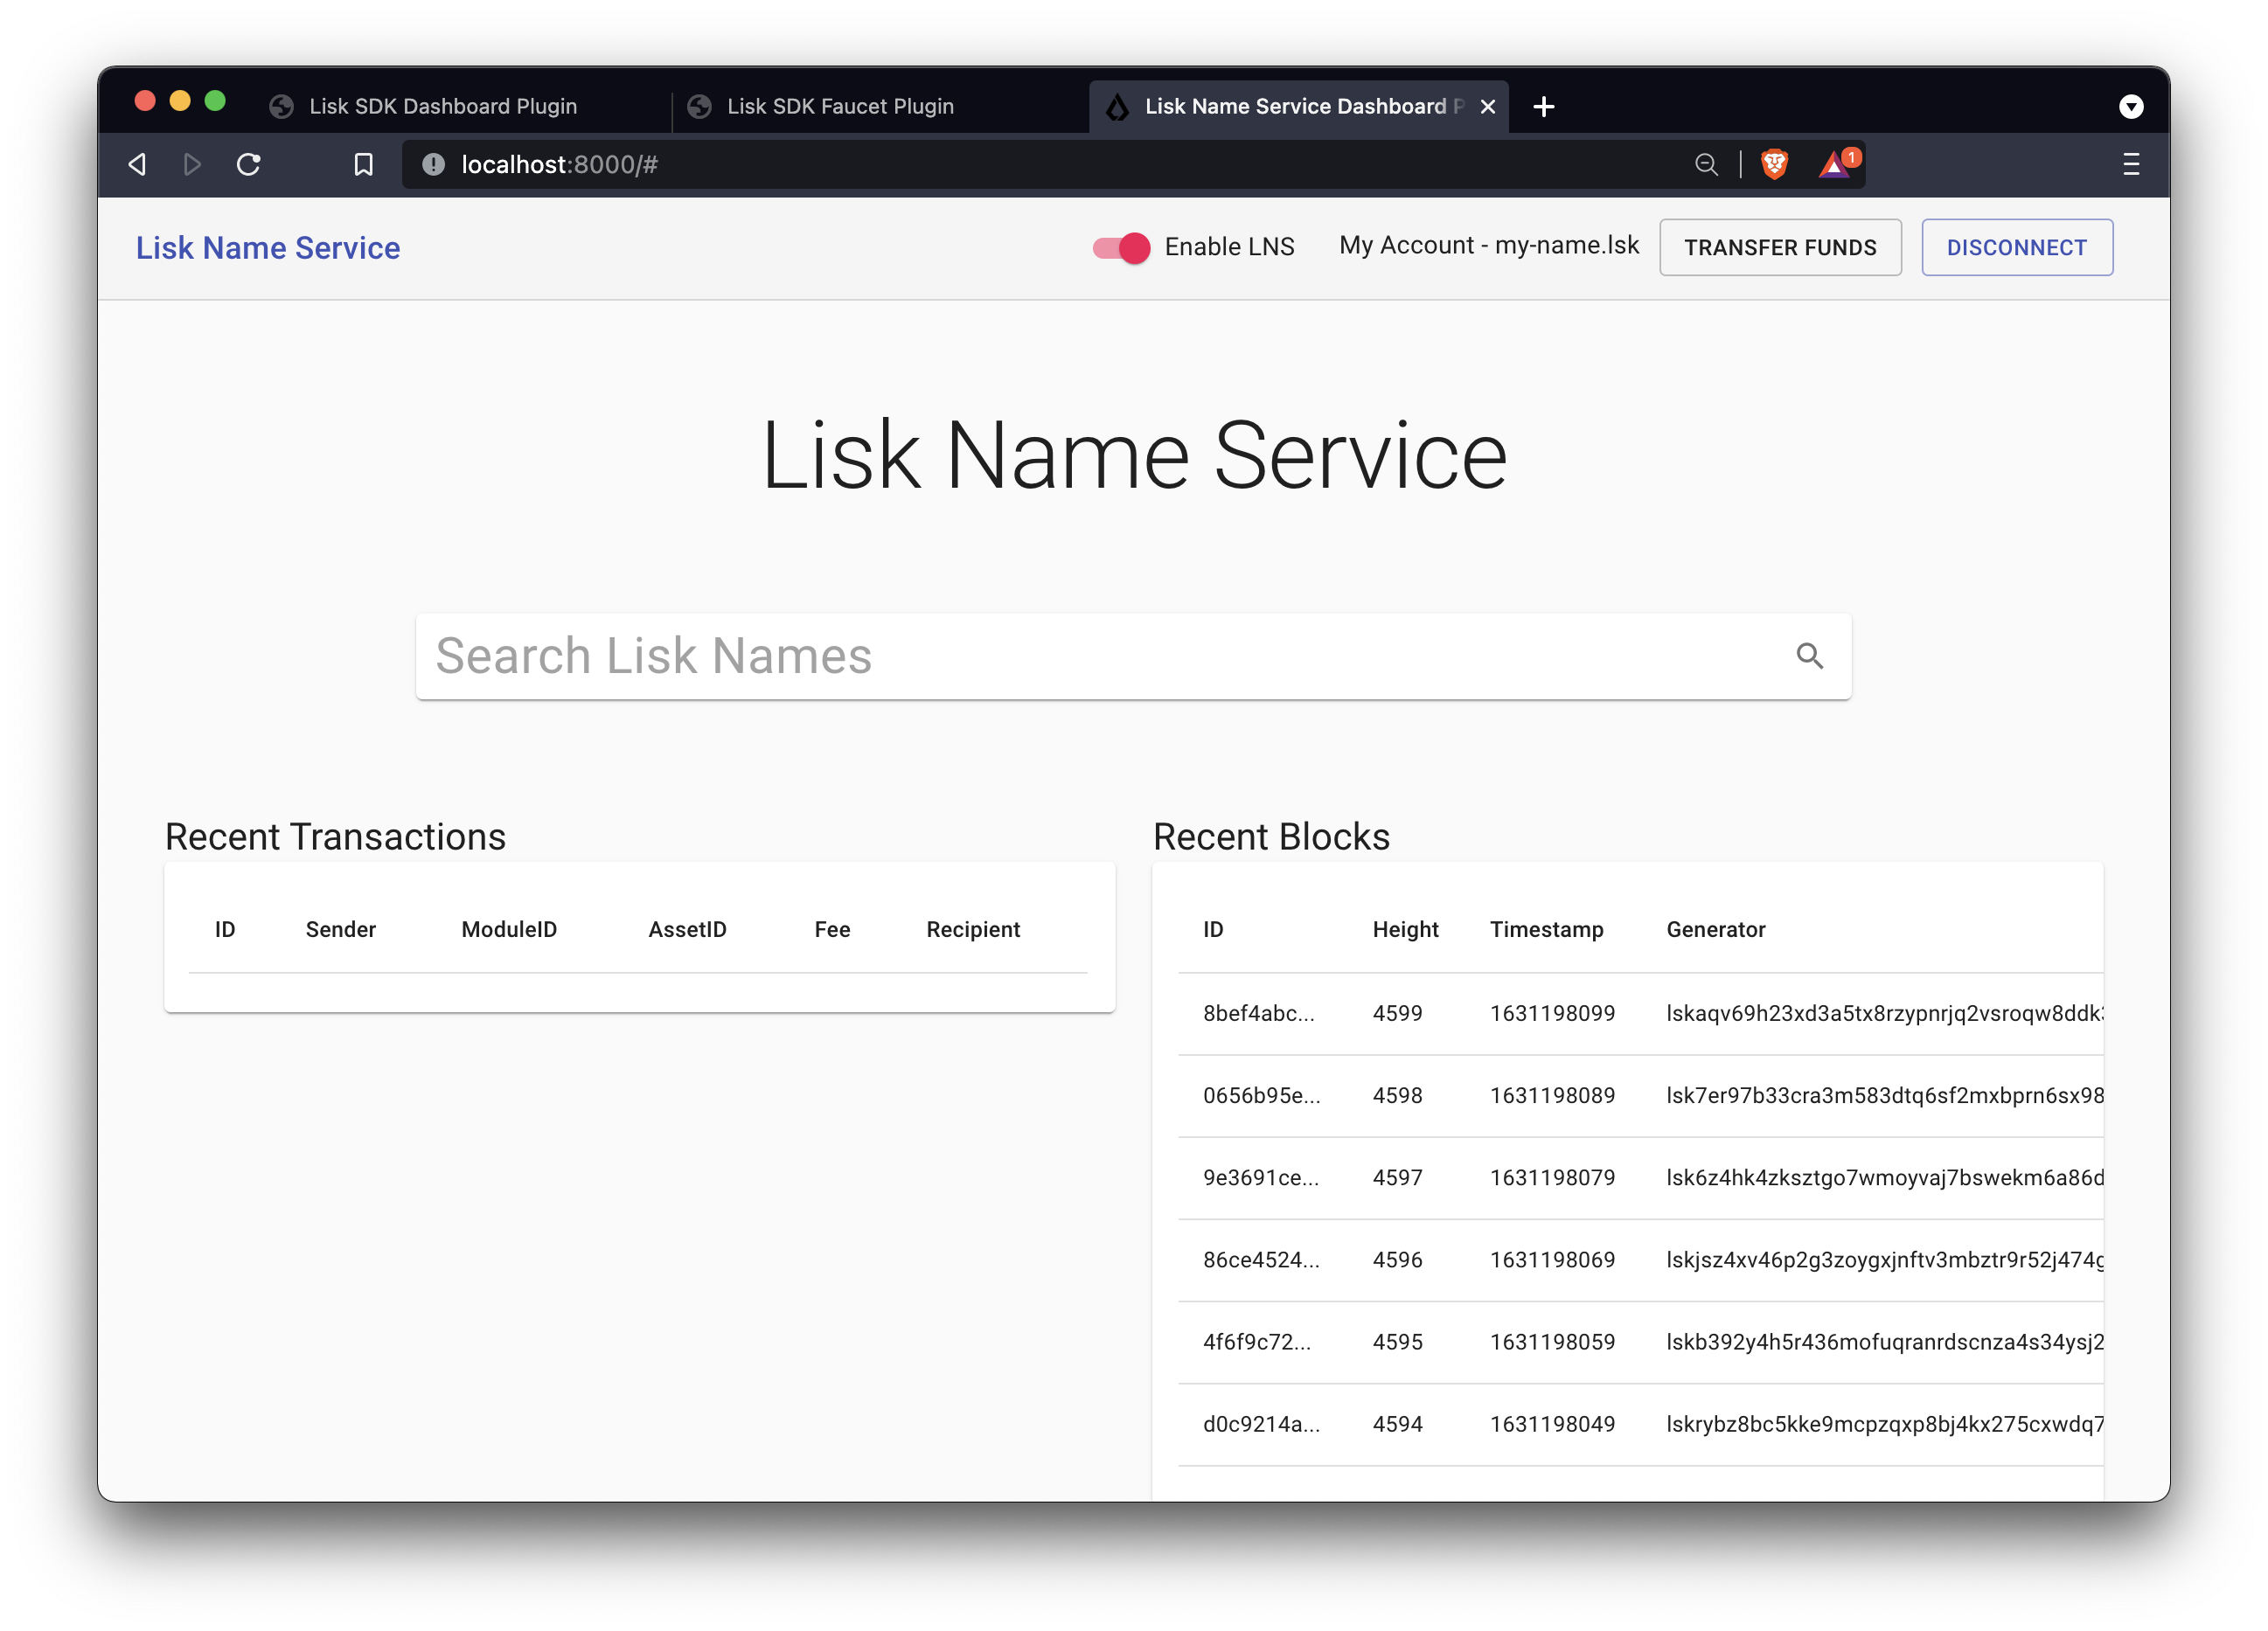 Lisk SDK Dashboard Plugin
Lisk SDK Faucet Plugin
Lisk Name Service Dashboard P
localhost:8000/#
1
Lisk Name Service
Enable LNS
My Account - my-name.lsk
TRANSFER FUNDS
DISCONNECT
Lisk Name Service
Search Lisk Names
Recent Transactions
ID Sender ModuleID AssetID Fee Recipient
Recent Blocks
ID Height Timestamp Generator
8bef4abc... 4599 1631198099 lskaqv69h23xd3a5tx8rzypnrjq2vsroqw8ddk
0656b95e... 4598 1631198089 lsk7er97b33cra3m583dtq6sf2mxbprn6sx98
9e3691ce... 4597 1631198079 lsk6z4hk4zksztgo7wmoyvaj7bswekm6a86d
86ce4524... 4596 1631198069 lskjsz4xv46p2g3zoygxjnftv3mbztr9r52j474g
4f6f9c72... 4595 1631198059 lskb392y4h5r436mofuqranrdscnza4s34ysj2
d0c9214a... 4594 1631198049 lskrybz8bc5kke9mcpzqxp8bj4kx275cxwdq7